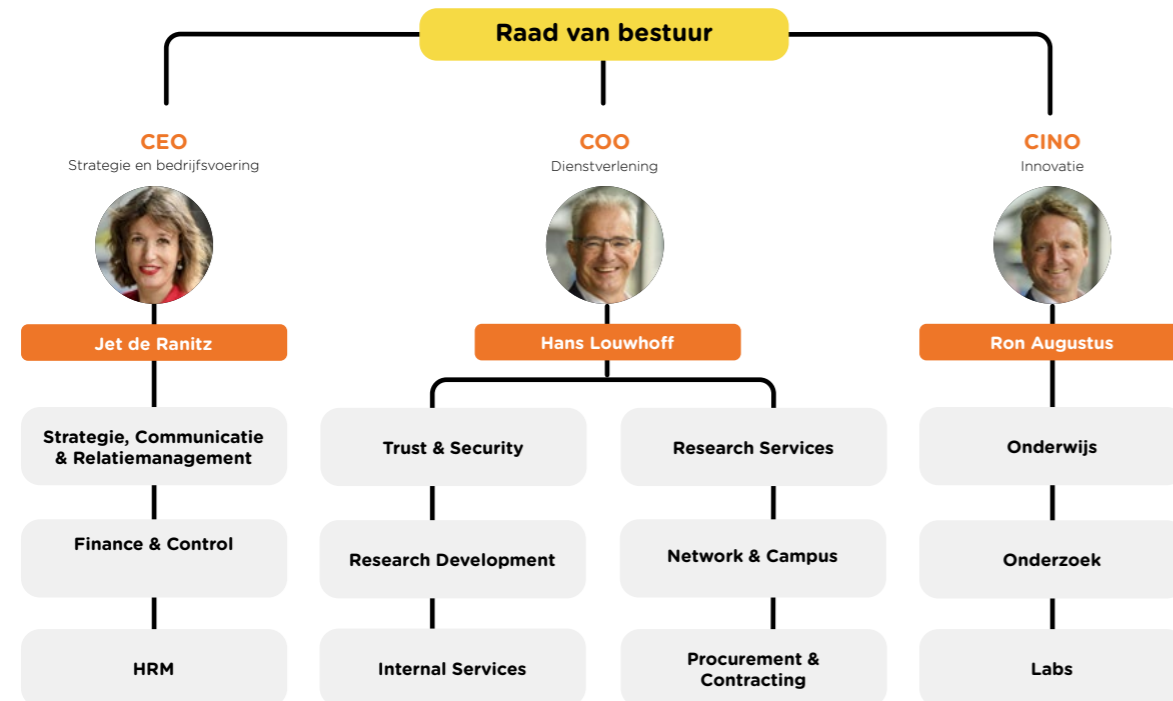 Raad van bestuur
CEO
Strategie en bedrijfsvoering
Jet de Ranitz
Strategie, Communicatie
& Relatiemanagement
Finance & Control
HRM
COO
Dienstverlening
Hans Louwhoff
Trust & Security
Research Development
Internal Services
Research Services
Network & Campus
Procurement &
Contracting
CINO
Innovatie
Ron Augustus
Onderwijs
Onderzoek
Labs